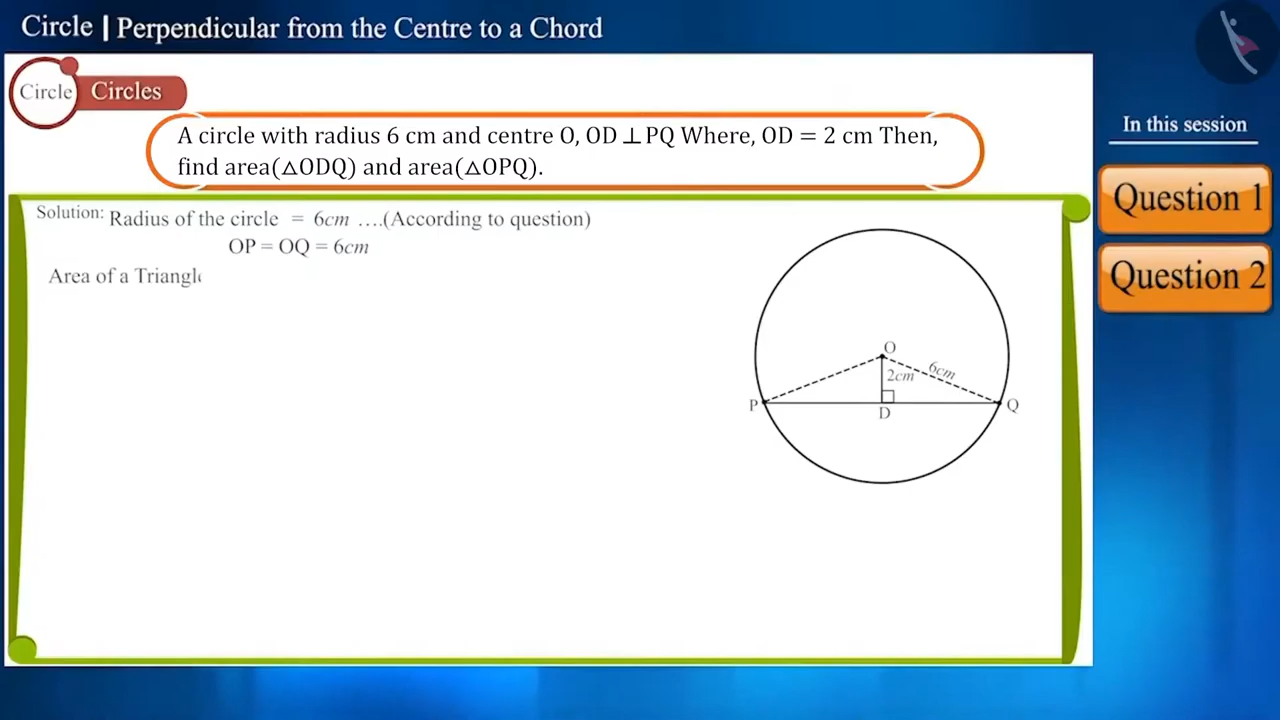 Circle | Perpendicular from the Centre to a Chord
Circle Circles
In this session
A circle with radius 6 cm and centre O, OD ⊥ PQ Where, OD = 2 cm Then,
find area(△ODQ) and area(△OPQ).
Question 1
Question 2
Solution: Radius of the circle = 6cm ....(According to question)
OP = OQ = 6cm
Area of a Triangl
O
2cm
6cm
P
D
Q